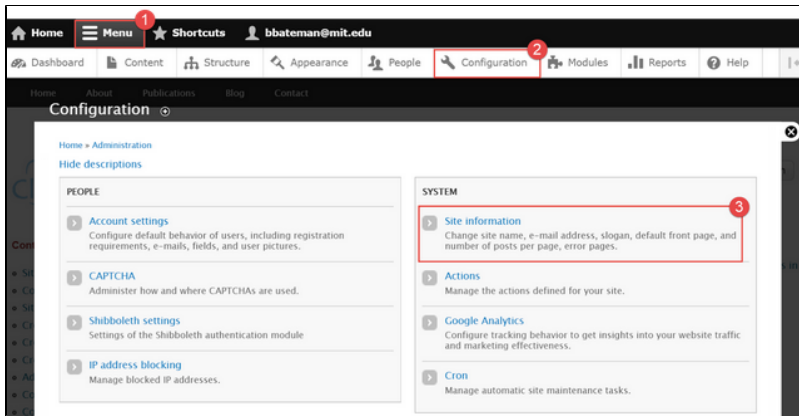 1
Home Menu Shortcuts bbateman@mit.edu
2
Dashboard Content Structure Appearance People Configuration Modules Reports Help
Home About Publications Blog Contact
Configuration
Home » Administration
Hide descriptions
PEOPLE
Account settings
Configure default behavior of users, including registration
requirements, e-mails, fields, and user pictures.
CAPTCHA
Administer how and where CAPTCHAs are used.
Shibboleth settings
Settings of the Shibboleth authentication module
IP address blocking
Manage blocked IP addresses.
SYSTEM
3
Site information
Change site name, e-mail address, slogan, default front page, and
number of posts per page, error pages.
Actions
Manage the actions defined for your site.
Google Analytics
Configure tracking behavior to get insights into your website traffic
and marketing effectiveness.
Cron
Manage automatic site maintenance tasks.